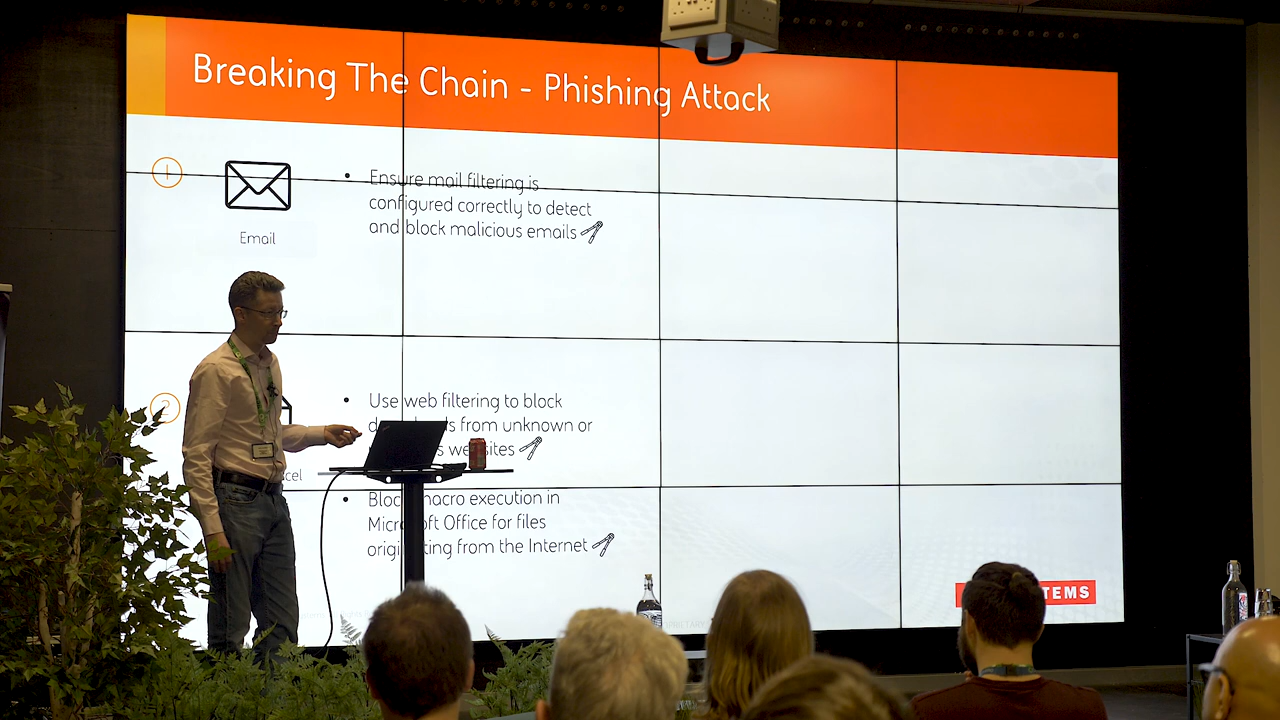 Breaking The Chain - Phishing Attack
1
Email
• Ensure mail filtering is
configured correctly to detect
and block malicious emails
2
• Use web filtering to block
from unknown or
• Block macro execution in
Microsoft Office for files
originating from the Internet